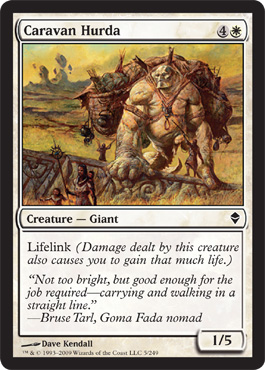 Caravan Hurda 4
Creature — Giant
Lifelink (Damage dealt by this creature
also causes you to gain that much life.)
“Not too bright, but good enough for the
job required—carrying and walking in a
straight line.”
—Bruse Tarl, Goma Fada nomad
1/5
Dave Kendall
™ & © 1993–2009 Wizards of the Coast LLC 5/249